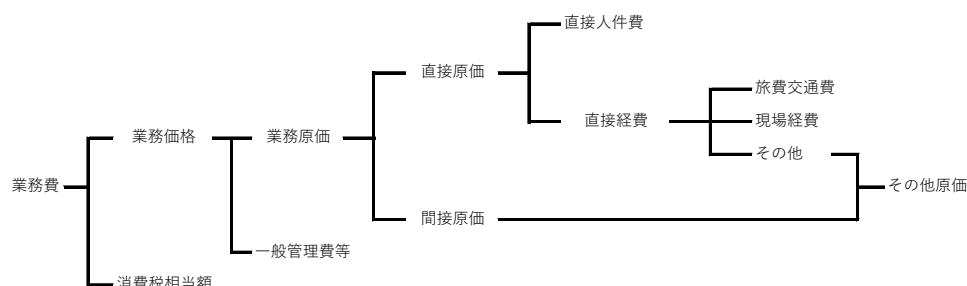 直接人件費
直接原価
旅費交通費
直接経費
現場経費
業務価格
業務原価
その他
業務費
その他原価
間接原価
一般管理費等
消費税相当額